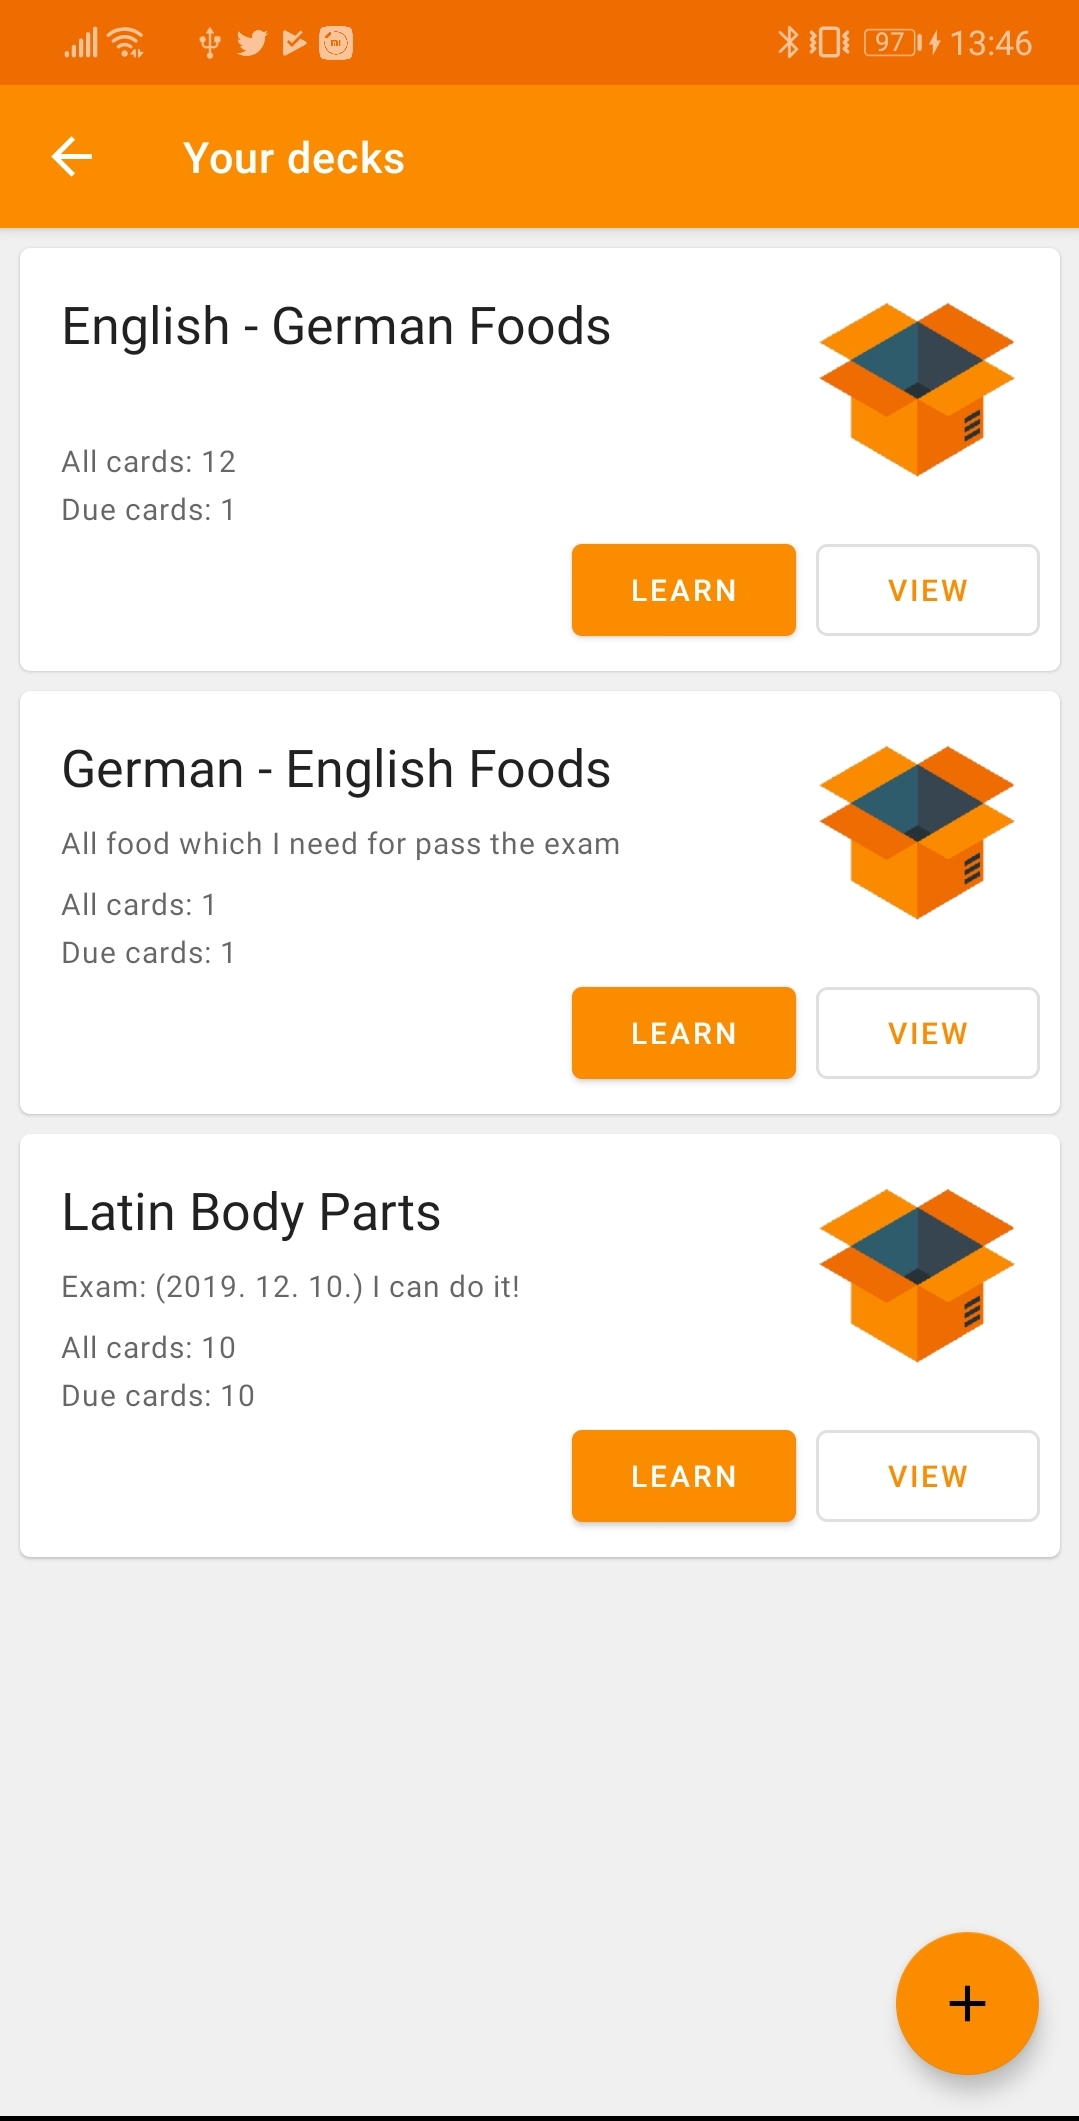 97 13:46
Your decks
English - German Foods
All cards: 12
Due cards: 1
LEARN VIEW
German - English Foods
All food which I need for pass the exam
All cards: 1
Due cards: 1
LEARN VIEW
Latin Body Parts
Exam: (2019. 12. 10.) I can do it!
All cards: 10
Due cards: 10
LEARN VIEW
+